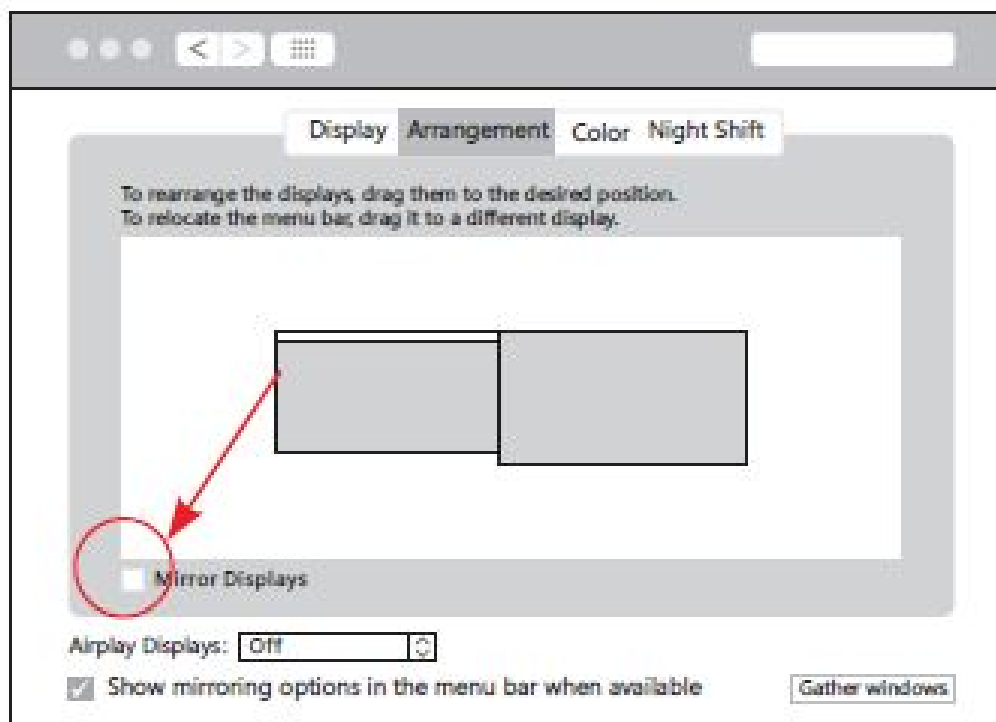 Display Arrangement Color Night Shift
To rearrange the displays, drag them to the desired position.
To relocate the menu bar, drag it to a different display.
Mirror Displays
Airplay Displays: Off
Show mirroring options in the menu bar when available
Gather windows